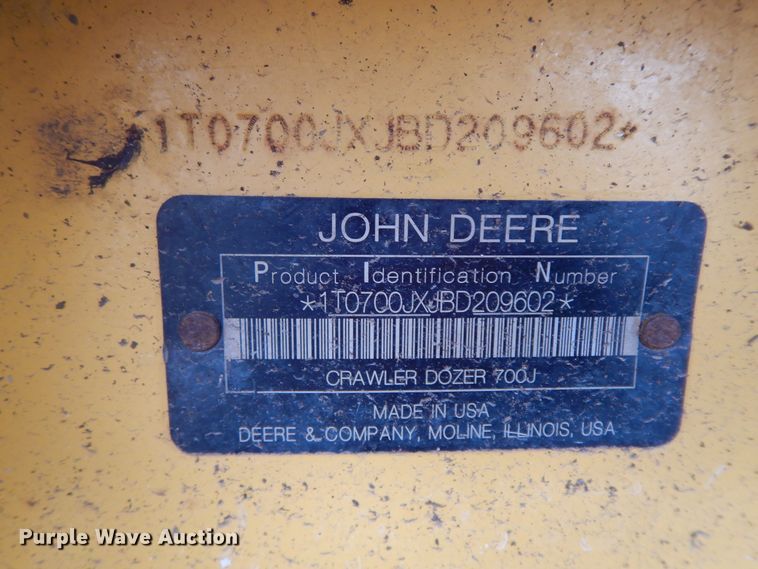 1T0700JXJBD209602*
JOHN DEERE
Product Identification Number
*1T0700JXJBD209602*
CRAWLER DOZER 700J
MADE IN USA
DEERE & COMPANY, MOLINE, ILLINOIS, USA
Purple Wave Auction